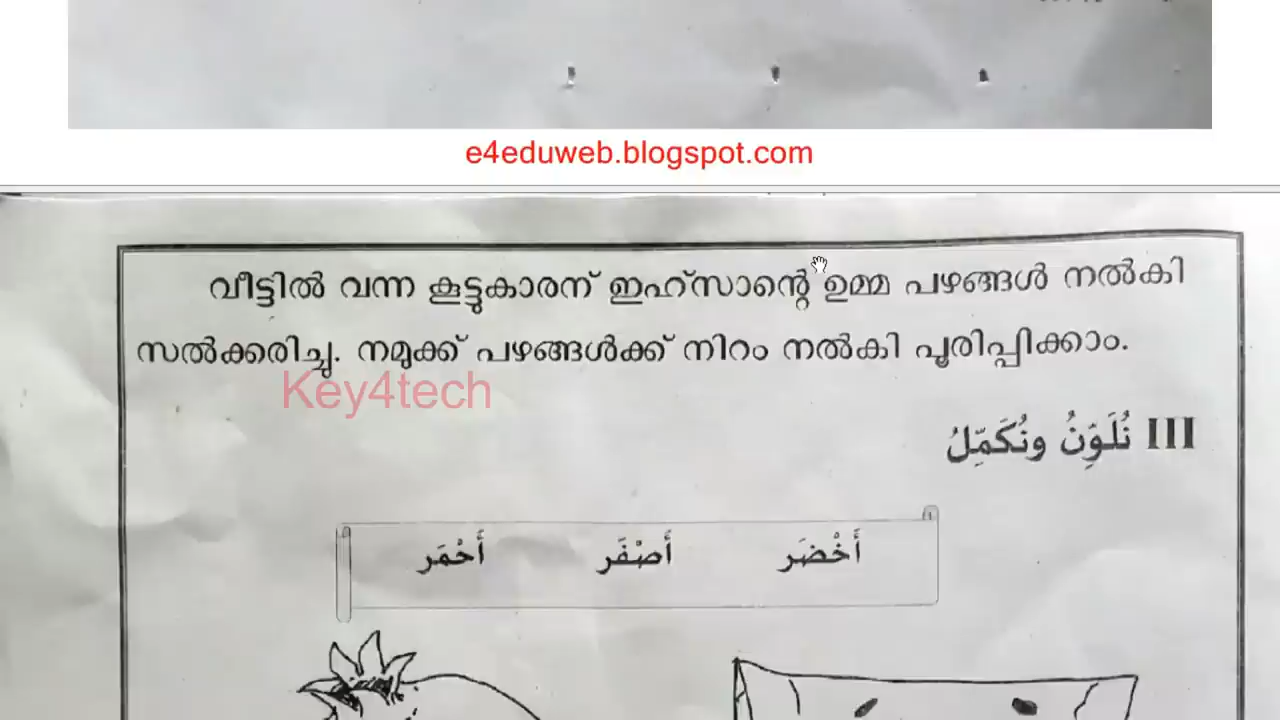 e4eduweb.blogspot.com
വീട്ടിൽ വന്ന കൂട്ടുകാരന് ഇഹ്സാന്റെ ഉമ്മ പഴങ്ങൾ നൽകി
സൽക്കരിച്ചു. നമുക്ക് പഴങ്ങൾക്ക് നിറം നൽകി പൂരിപ്പിക്കാം.
Key4tech
III نُلَوِّنُ ونُكَمِّلُ
أَخْضَر أَصْفَر أَحْمَر